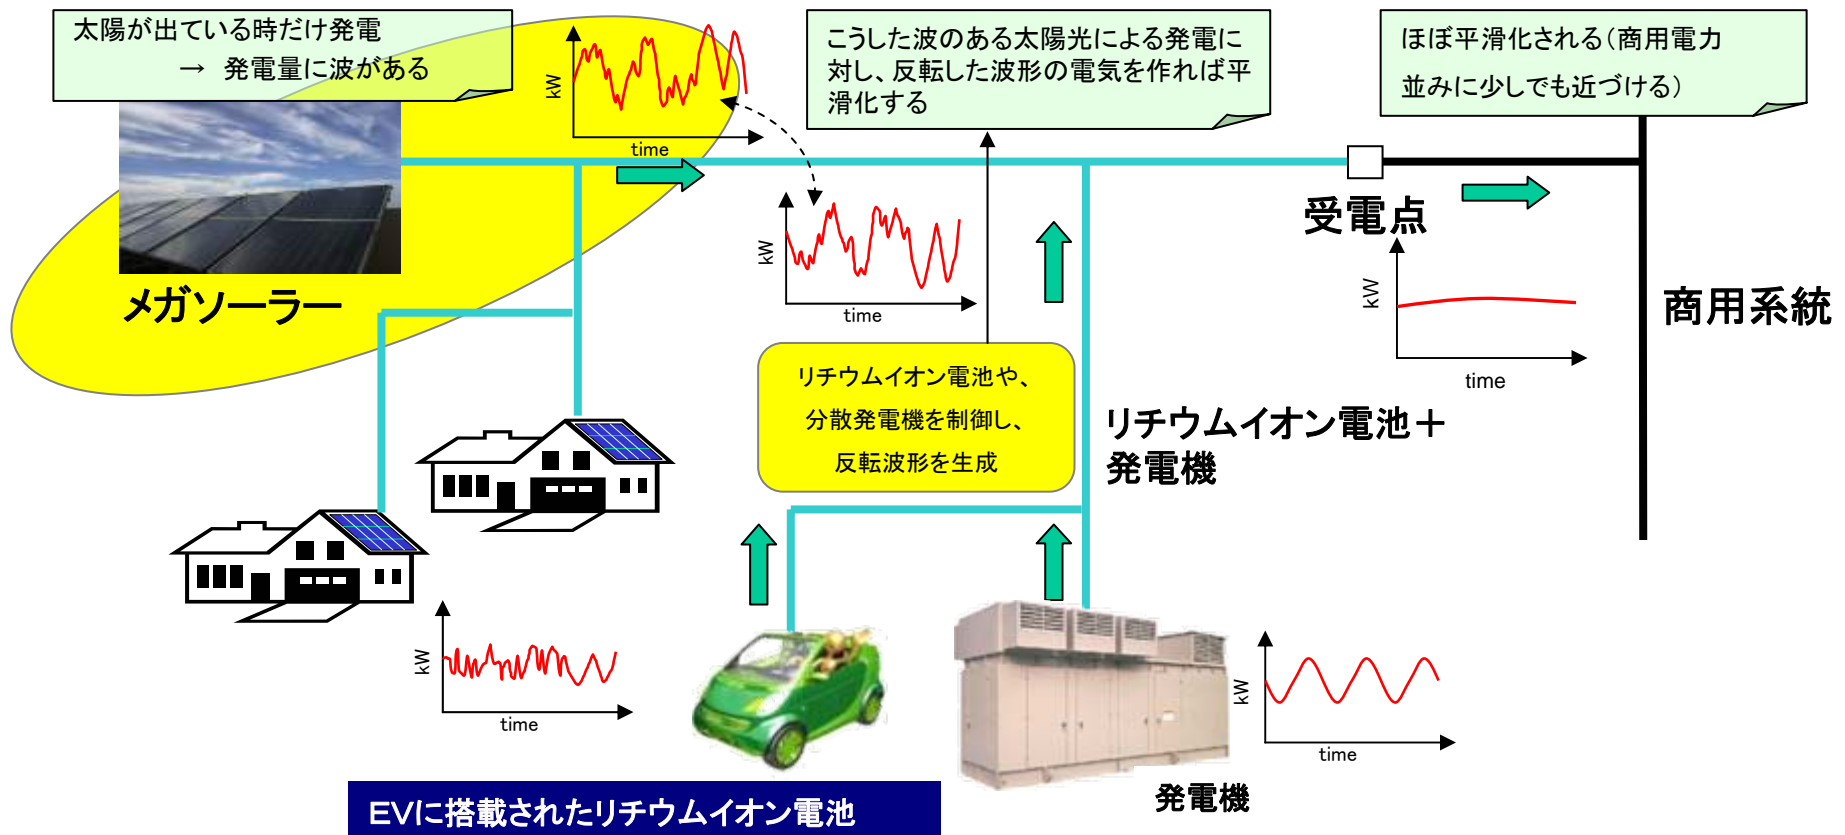 太陽が出ている時だけ発電
→ 発電量に波がある
kW
time
こうした波のある太陽光による発電に
対し、反転した波形の電気を作れば平
滑化する
ほぼ平滑化される（商用電力
並みに少しでも近づける）
メガソーラー
kW
time
受電点
kW
time
商用系統
リチウムイオン電池や、
分散発電機を制御し、
反転波形を生成
リチウムイオン電池＋
発電機
kW
time
kW
time
発電機
EVに搭載されたリチウムイオン電池